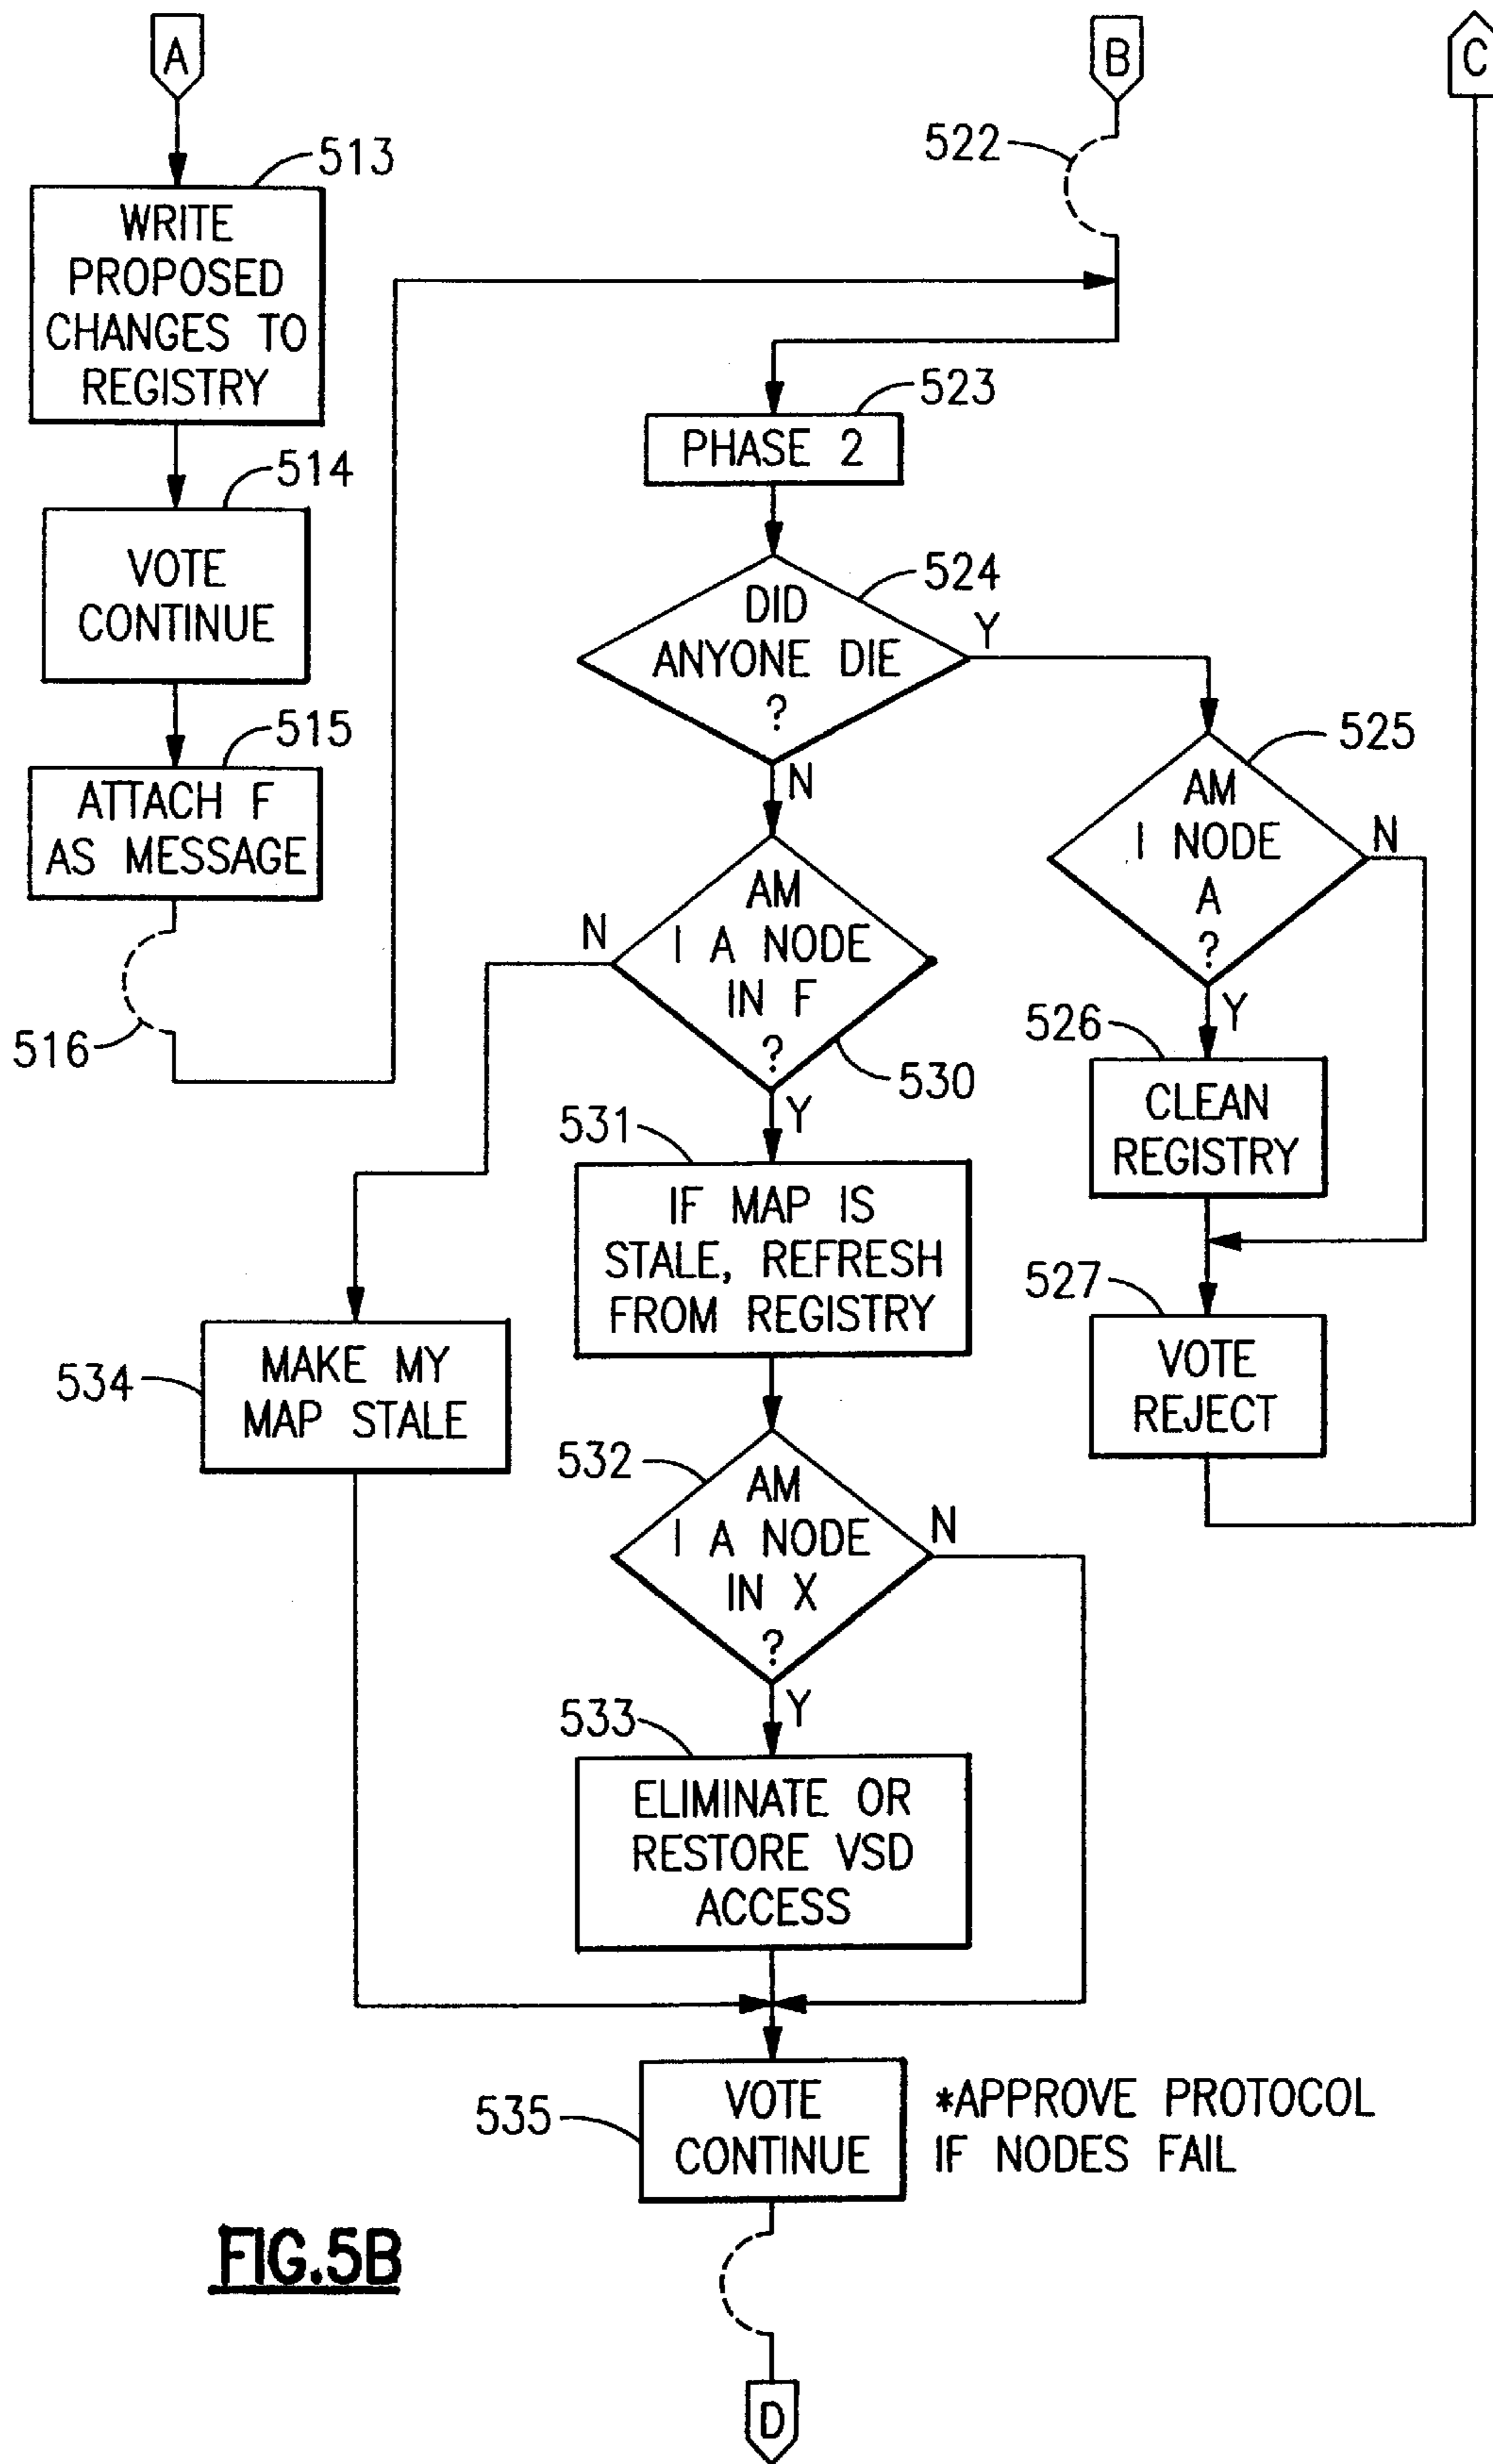 A
B
C
513
WRITE
PROPOSED
CHANGES TO
REGISTRY
522
514
VOTE
CONTINUE
523
PHASE 2
524
DID
ANYONE DIE
?
Y
N
515
ATTACH F
AS MESSAGE
516
525
AM
I NODE
A
?
N
Y
AM
I A NODE
IN F
?
N
Y
530
526
CLEAN
REGISTRY
531
IF MAP IS
STALE, REFRESH
FROM REGISTRY
527
VOTE
REJECT
534
MAKE MY
MAP STALE
532
AM
I A NODE
IN X
?
N
Y
533
ELIMINATE OR
RESTORE VSD
ACCESS
535
VOTE
CONTINUE
*APPROVE PROTOCOL
IF NODES FAIL
FIG.5B
D